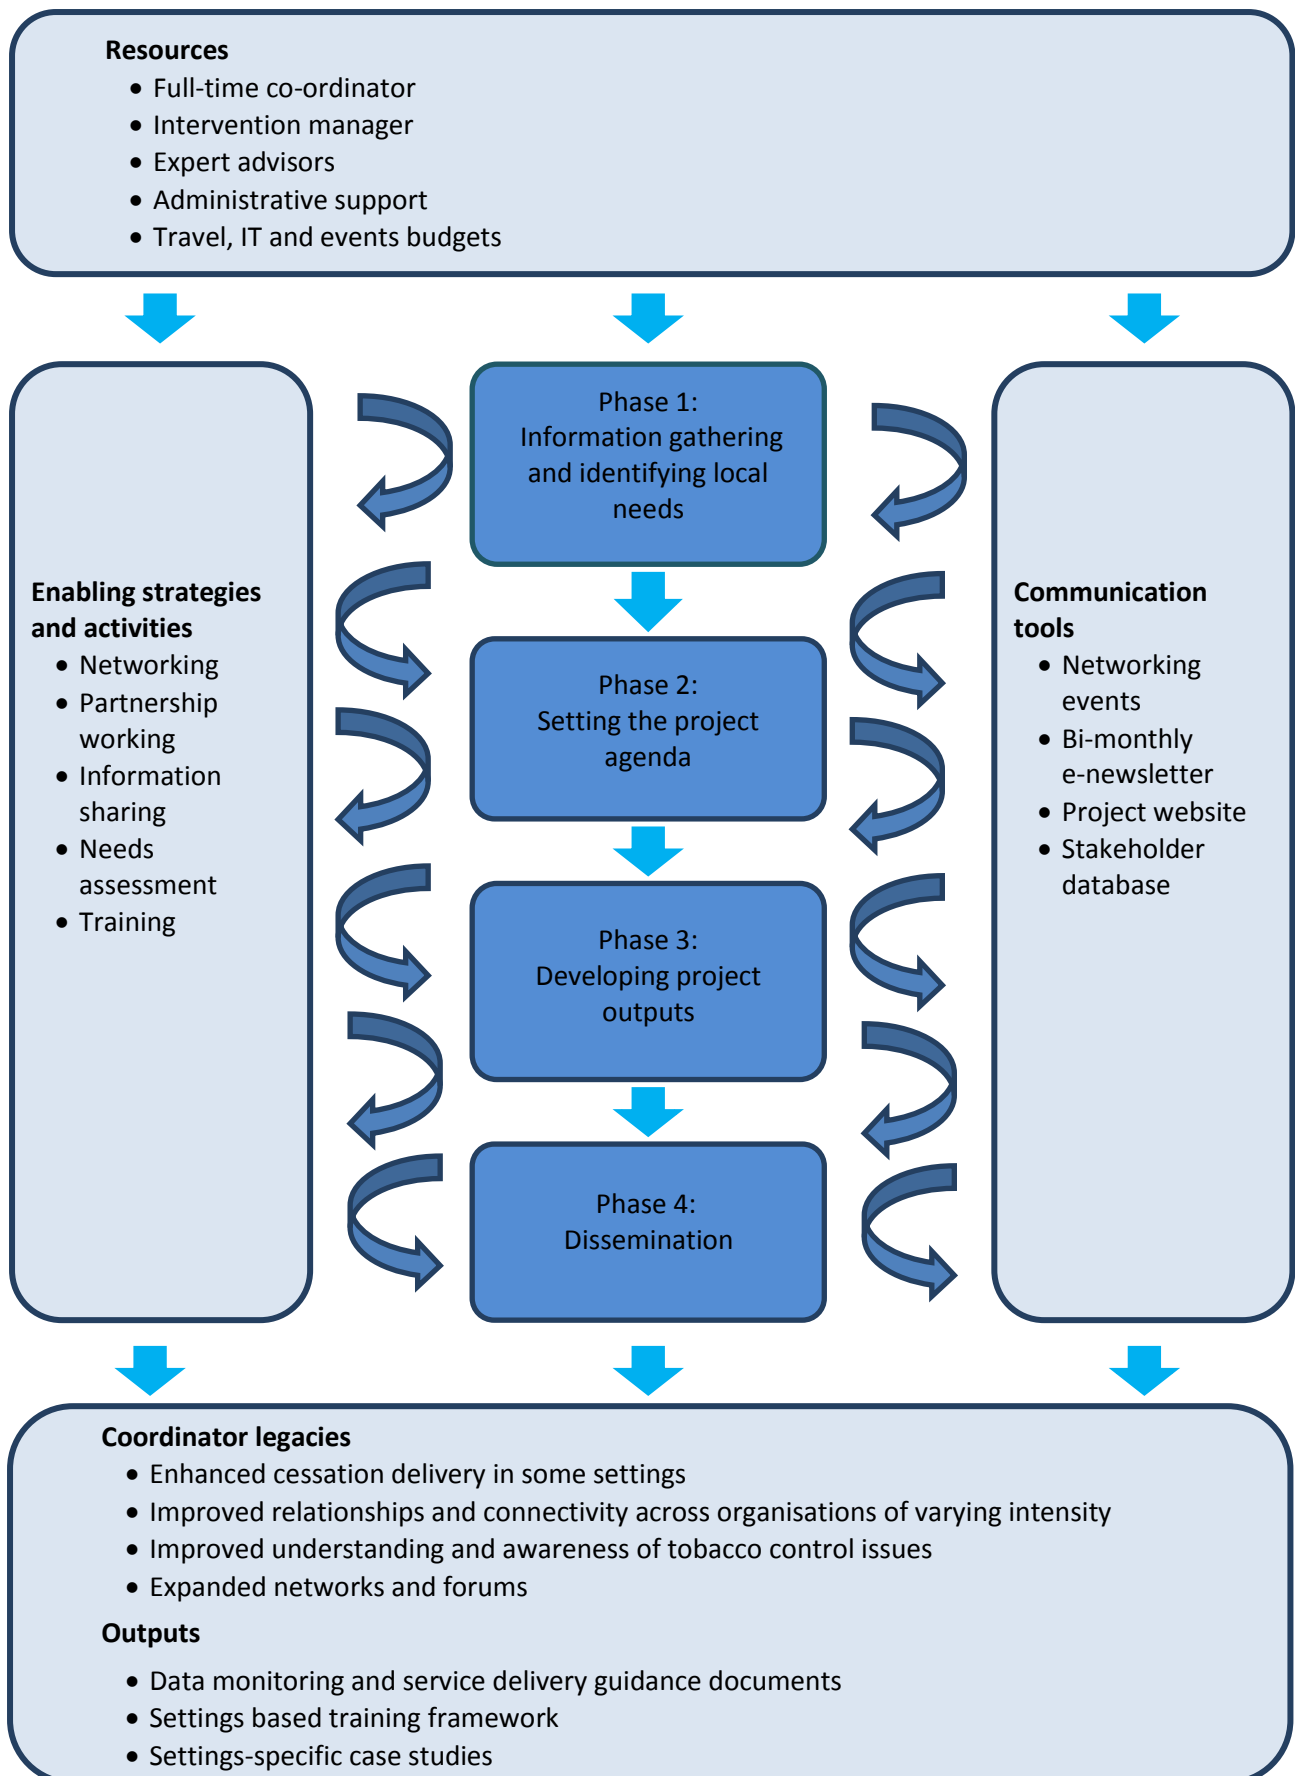 Resources
• Full-time co-ordinator
• Intervention manager
• Expert advisors
• Administrative support
• Travel, IT and events budgets
Enabling strategies
and activities
• Networking
• Partnership
working
• Information
sharing
• Needs
assessment
• Training
Phase 1:
Information gathering
and identifying local
needs
Phase 2:
Setting the project
agenda
Phase 3:
Developing project
outputs
Phase 4:
Dissemination
Communication
tools
• Networking
events
• Bi-monthly
e-newsletter
• Project website
• Stakeholder
database
Coordinator legacies
• Enhanced cessation delivery in some settings
• Improved relationships and connectivity across organisations of varying intensity
• Improved understanding and awareness of tobacco control issues
• Expanded networks and forums
Outputs
• Data monitoring and service delivery guidance documents
• Settings based training framework
• Settings-specific case studies